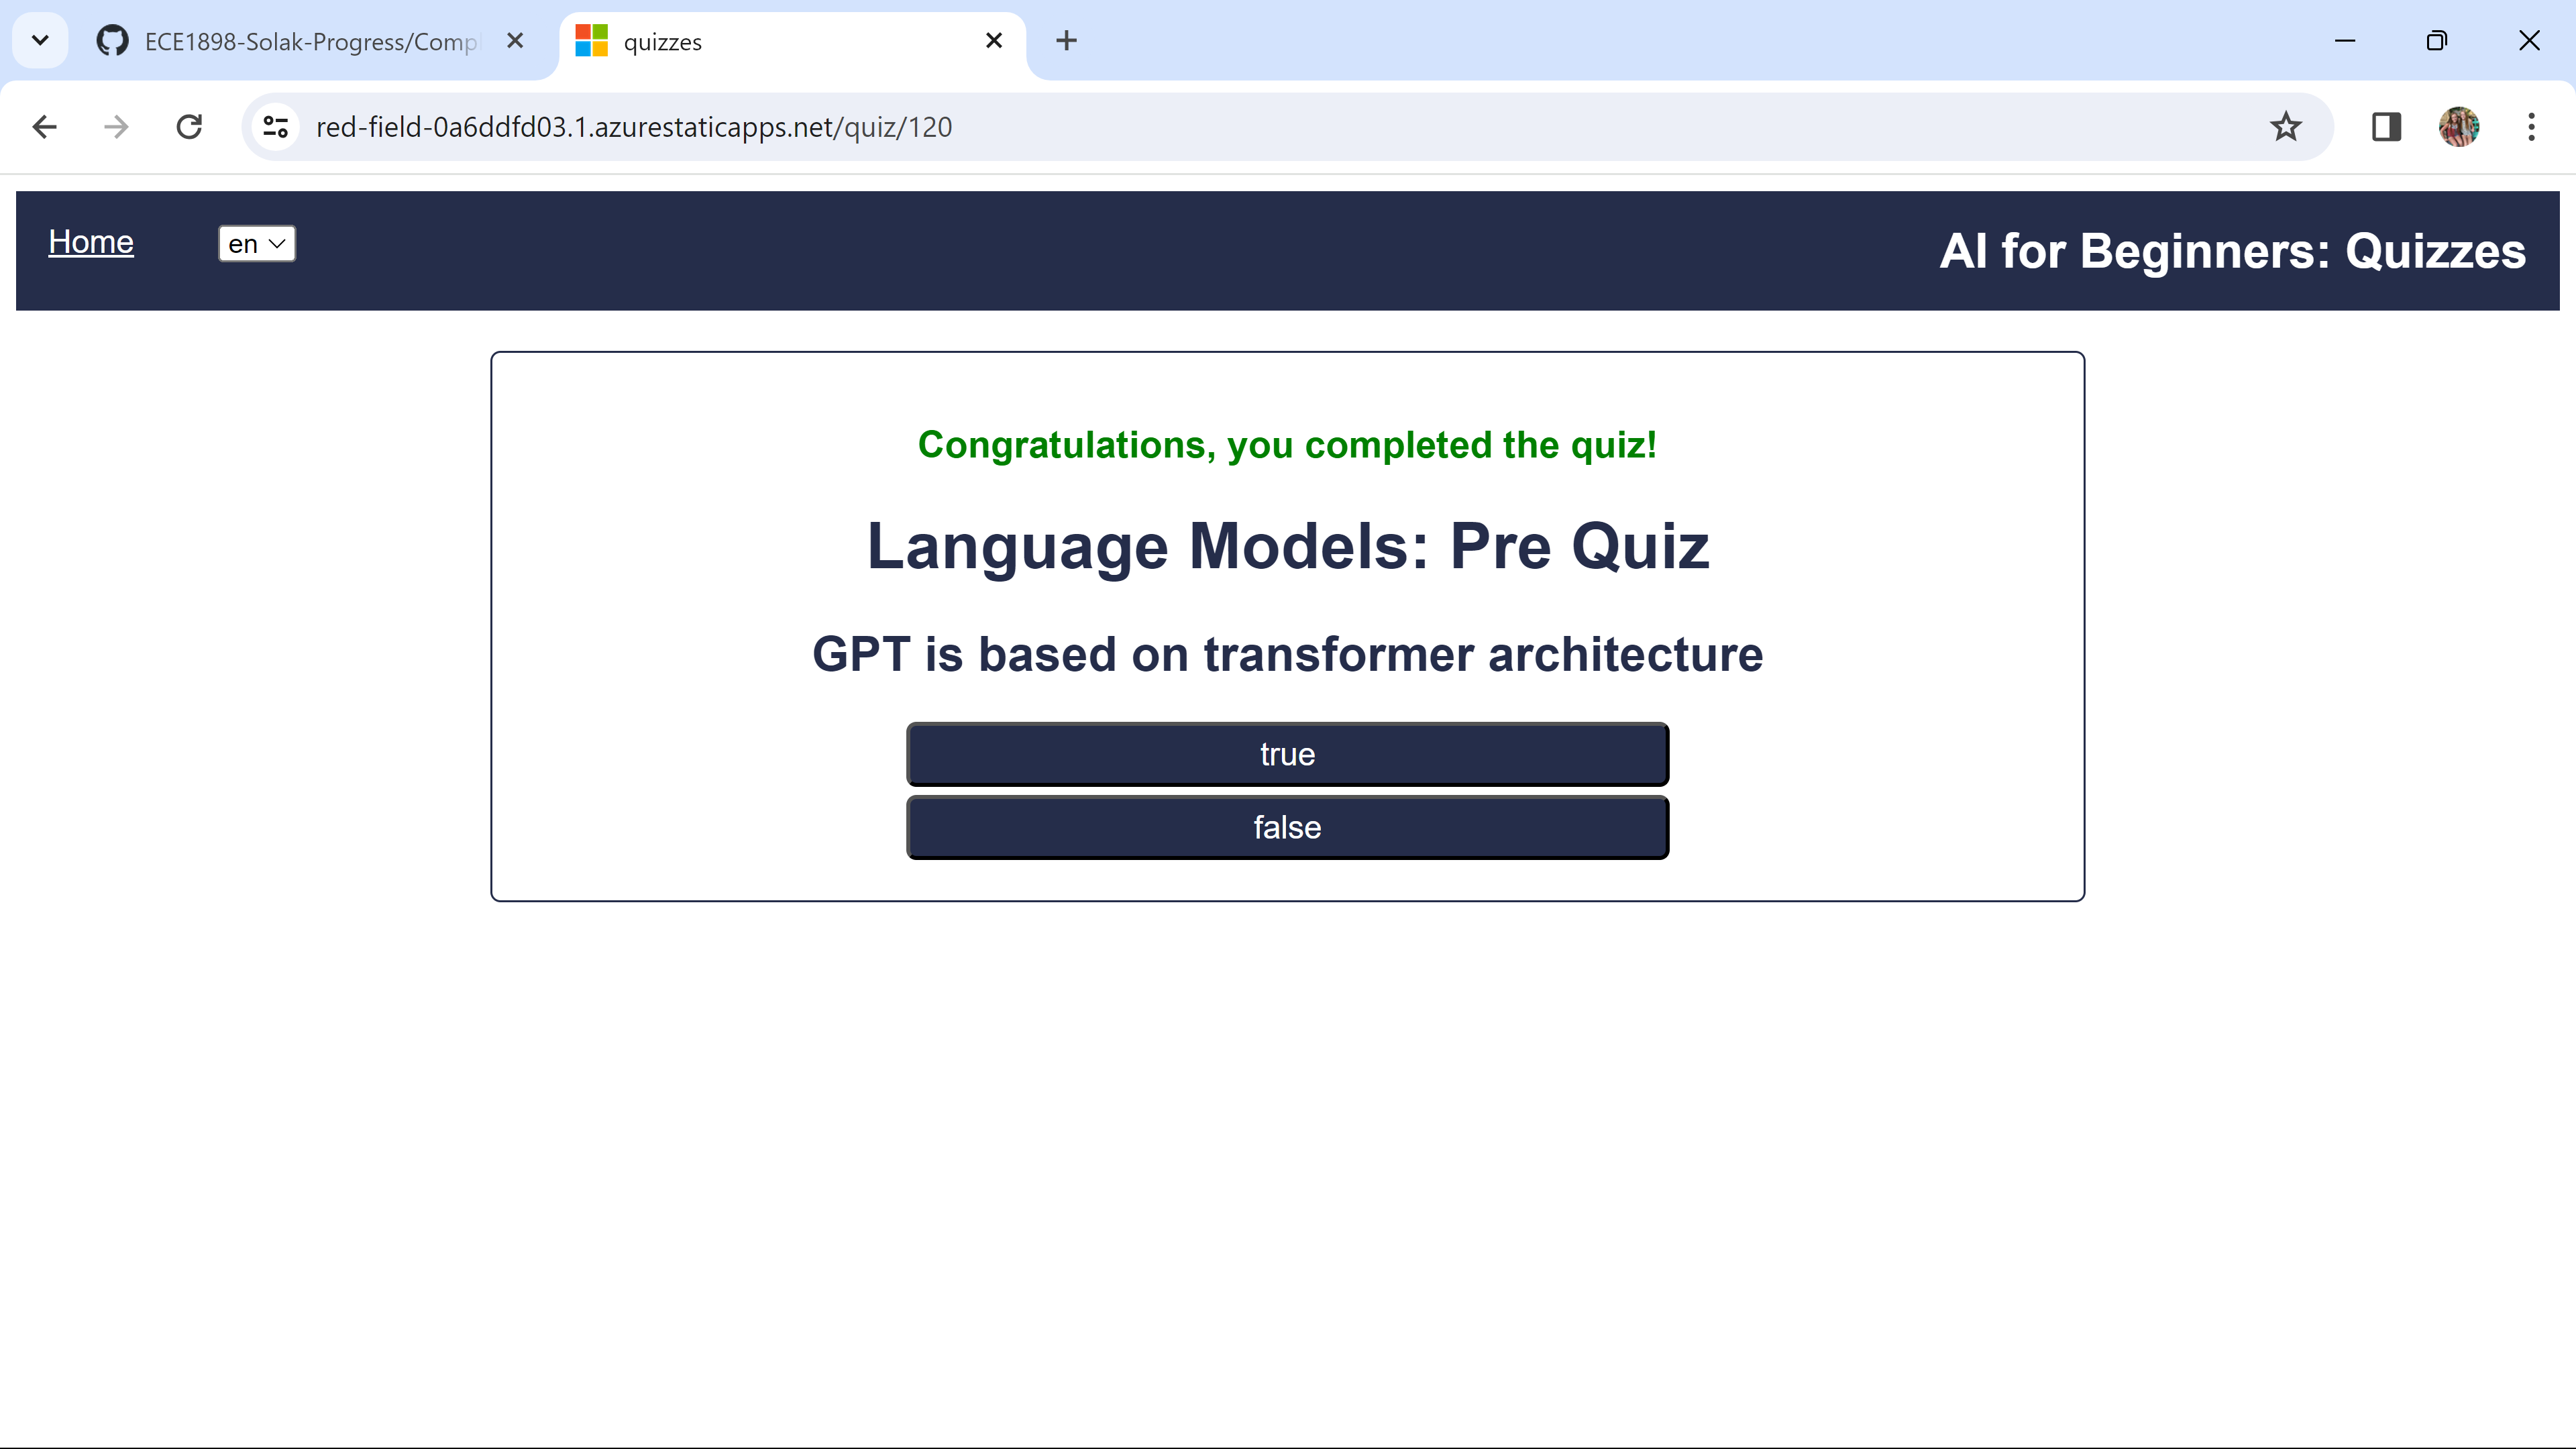 ECE1898-Solak-Progress/Comp
quizzes
red-field-0a6ddfd03.1.azurestaticapps.net/quiz/120
Home
en
AI for Beginners: Quizzes
Congratulations, you completed the quiz!
Language Models: Pre Quiz
GPT is based on transformer architecture
true
false